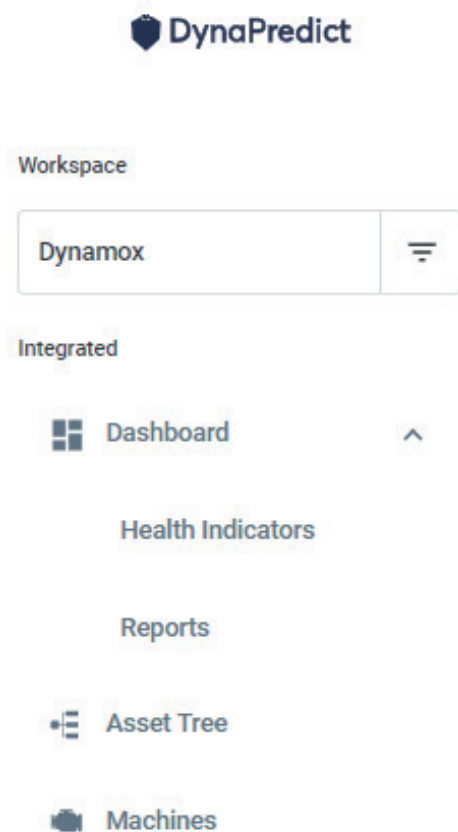 DynaPredict
Workspace
Dynamox
Integrated
Dashboard
Health Indicators
Reports
Asset Tree
Machines